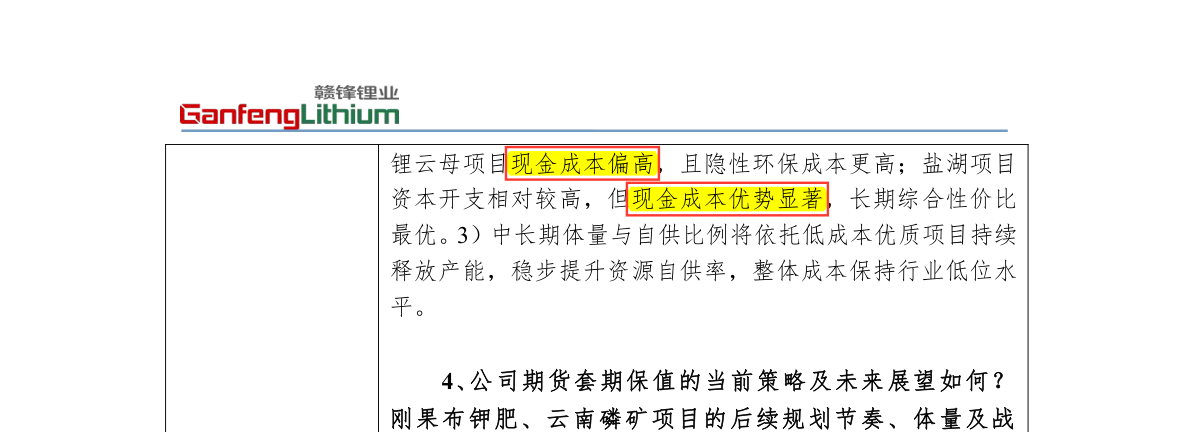 赣锋锂业
GanfengLithium
锂云母项目现金成本偏高，且隐性环保成本更高；盐湖项目
资本开支相对较高，但现金成本优势显著，长期综合性价比
最优。3）中长期体量与自供比例将依托低成本优质项目持续
释放产能，稳步提升资源自供率，整体成本保持行业低位水
平。
4、公司期货套期保值的当前策略及未来展望如何？
刚果布钾肥、云南磷矿项目的后续规划节奏、体量及战